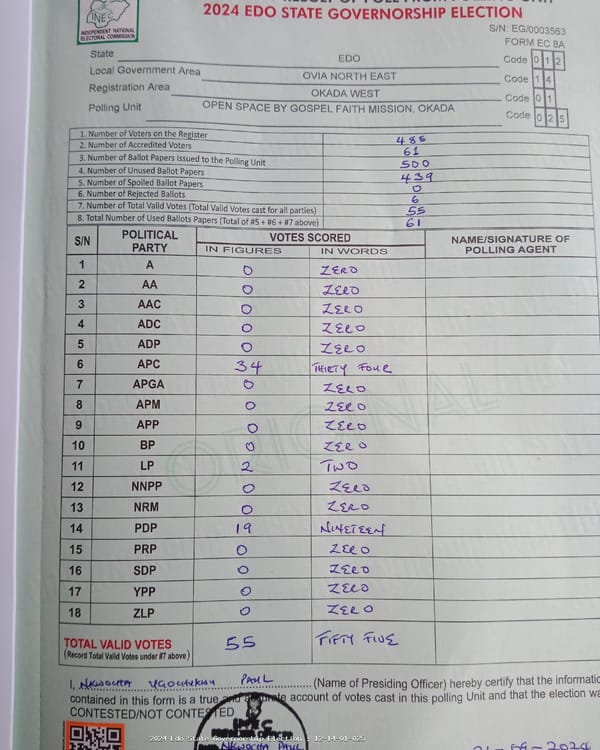 INEC
INDEPENDENT NATIONAL
ELECTORAL COMMISSION
2024 EDO STATE GOVERNORSHIP ELECTION
S/N: EG/0003563
FORM EC 8A
State EDO Code 0 1 2
Local Government Area OVIA NORTH EAST Code 1 4
Registration Area OKADA WEST Code 0 1
Polling Unit OPEN SPACE BY GOSPEL FAITH MISSION, OKADA Code 0 2 5
1. Number of Voters on the Register 485
2. Number of Accredited Voters 61
3. Number of Ballot Papers Issued to the Polling Unit 500
4. Number of Unused Ballot Papers 439
5. Number of Spoiled Ballot Papers 0
6. Number of Rejected Ballots 6
7. Number of Total Valid Votes (Total Valid Votes cast for all parties) 55
8. Total Number of Used Ballots Papers (Total of #5 + #6 + #7 above) 61
S/N POLITICAL PARTY VOTES SCORED NAME/SIGNATURE OF POLLING AGENT
IN FIGURES IN WORDS
1 A 0 ZERO
2 AA 0 ZERO
3 AAC 0 ZERO
4 ADC 0 ZERO
5 ADP 0 ZERO
6 APC 34 THIRTY FOUR
7 APGA 0 ZERO
8 APM 0 ZERO
9 APP 0 ZERO
10 BP 0 ZERO
11 LP 2 TWO
12 NNPP 0 ZERO
13 NRM 0 ZERO
14 PDP 19 NINETEEN
15 PRP 0 ZERO
16 SDP 0 ZERO
17 YPP 0 ZERO
18 ZLP 0 ZERO
ORIGINAL
TOTAL VALID VOTES 55 FIFTY FIVE
(Record Total Valid Votes under #7 above)
I, NKWOCHA UGOCHUKWU PAUL (Name of Presiding Officer) hereby certify that the informatio
contained in this form is a true and accurate account of votes cast in this polling Unit and that the election wa
CONTESTED/NOT CONTESTED
INEC
2024 Edo State Governorship Election - 12-14-01-025
NKWOCHA PAUL
21-09-2024